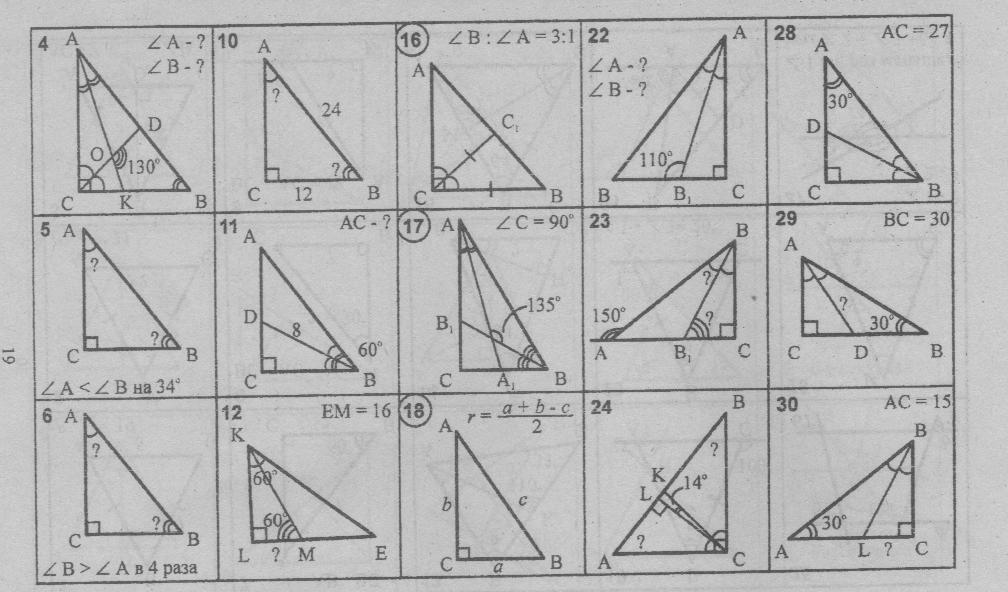 4
A
∠ A - ?
∠ B - ?
D
O
130°
C K B
10
A
?
24
?
C 12 B
16
∠ B : ∠ A = 3:1
A
C₁
C B
22
A
∠ A - ?
∠ B - ?
110°
B B₁ C
28
AC = 27
A
30°
D
C B
5
A
?
?
C B
∠ A < ∠ B на 34°
11
AC - ?
A
D
8
60°
C B
17
∠ C = 90°
A
135°
B₁
C A₁ B
23
B
?
150°
?
A B₁ C
29
BC = 30
A
?
30°
C D B
19
6
A
?
?
C B
∠ B > ∠ A в 4 раза
12
EM = 16
K
60°
60°
L ? M E
18
r = a + b - c
2
A
b
c
C a B
24
B
?
K
14°
L
?
A C
30
AC = 15
B
30°
A L ? C